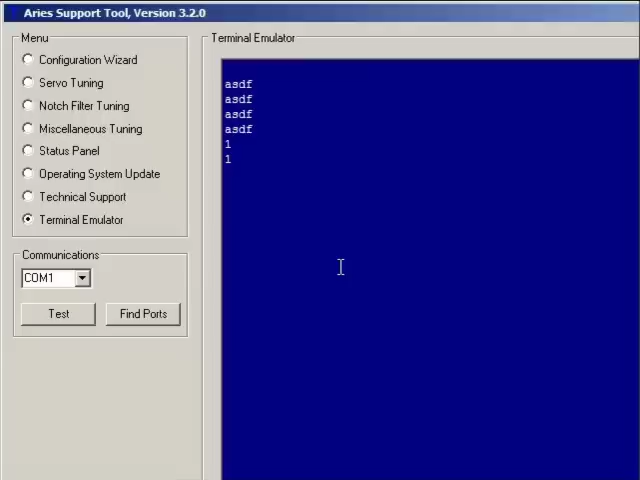 Aries Support Tool, Version 3.2.0
Menu
Configuration Wizard
Servo Tuning
Notch Filter Tuning
Miscellaneous Tuning
Status Panel
Operating System Update
Technical Support
Terminal Emulator
Communications
COM1
Test
Find Ports
Terminal Emulator
asdf
asdf
asdf
asdf
1
1